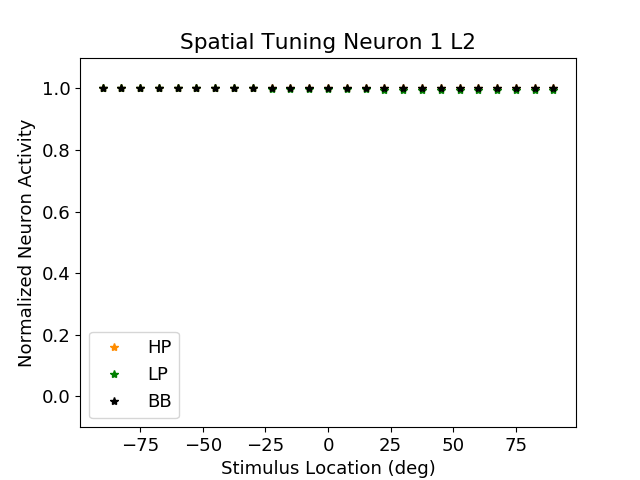 Spatial Tuning Neuron 1 L2
Normalized Neuron Activity
1.0
0.8
0.6
0.4
0.2
0.0
HP
LP
BB
−75
−50
−25
0
25
50
75
Stimulus Location (deg)